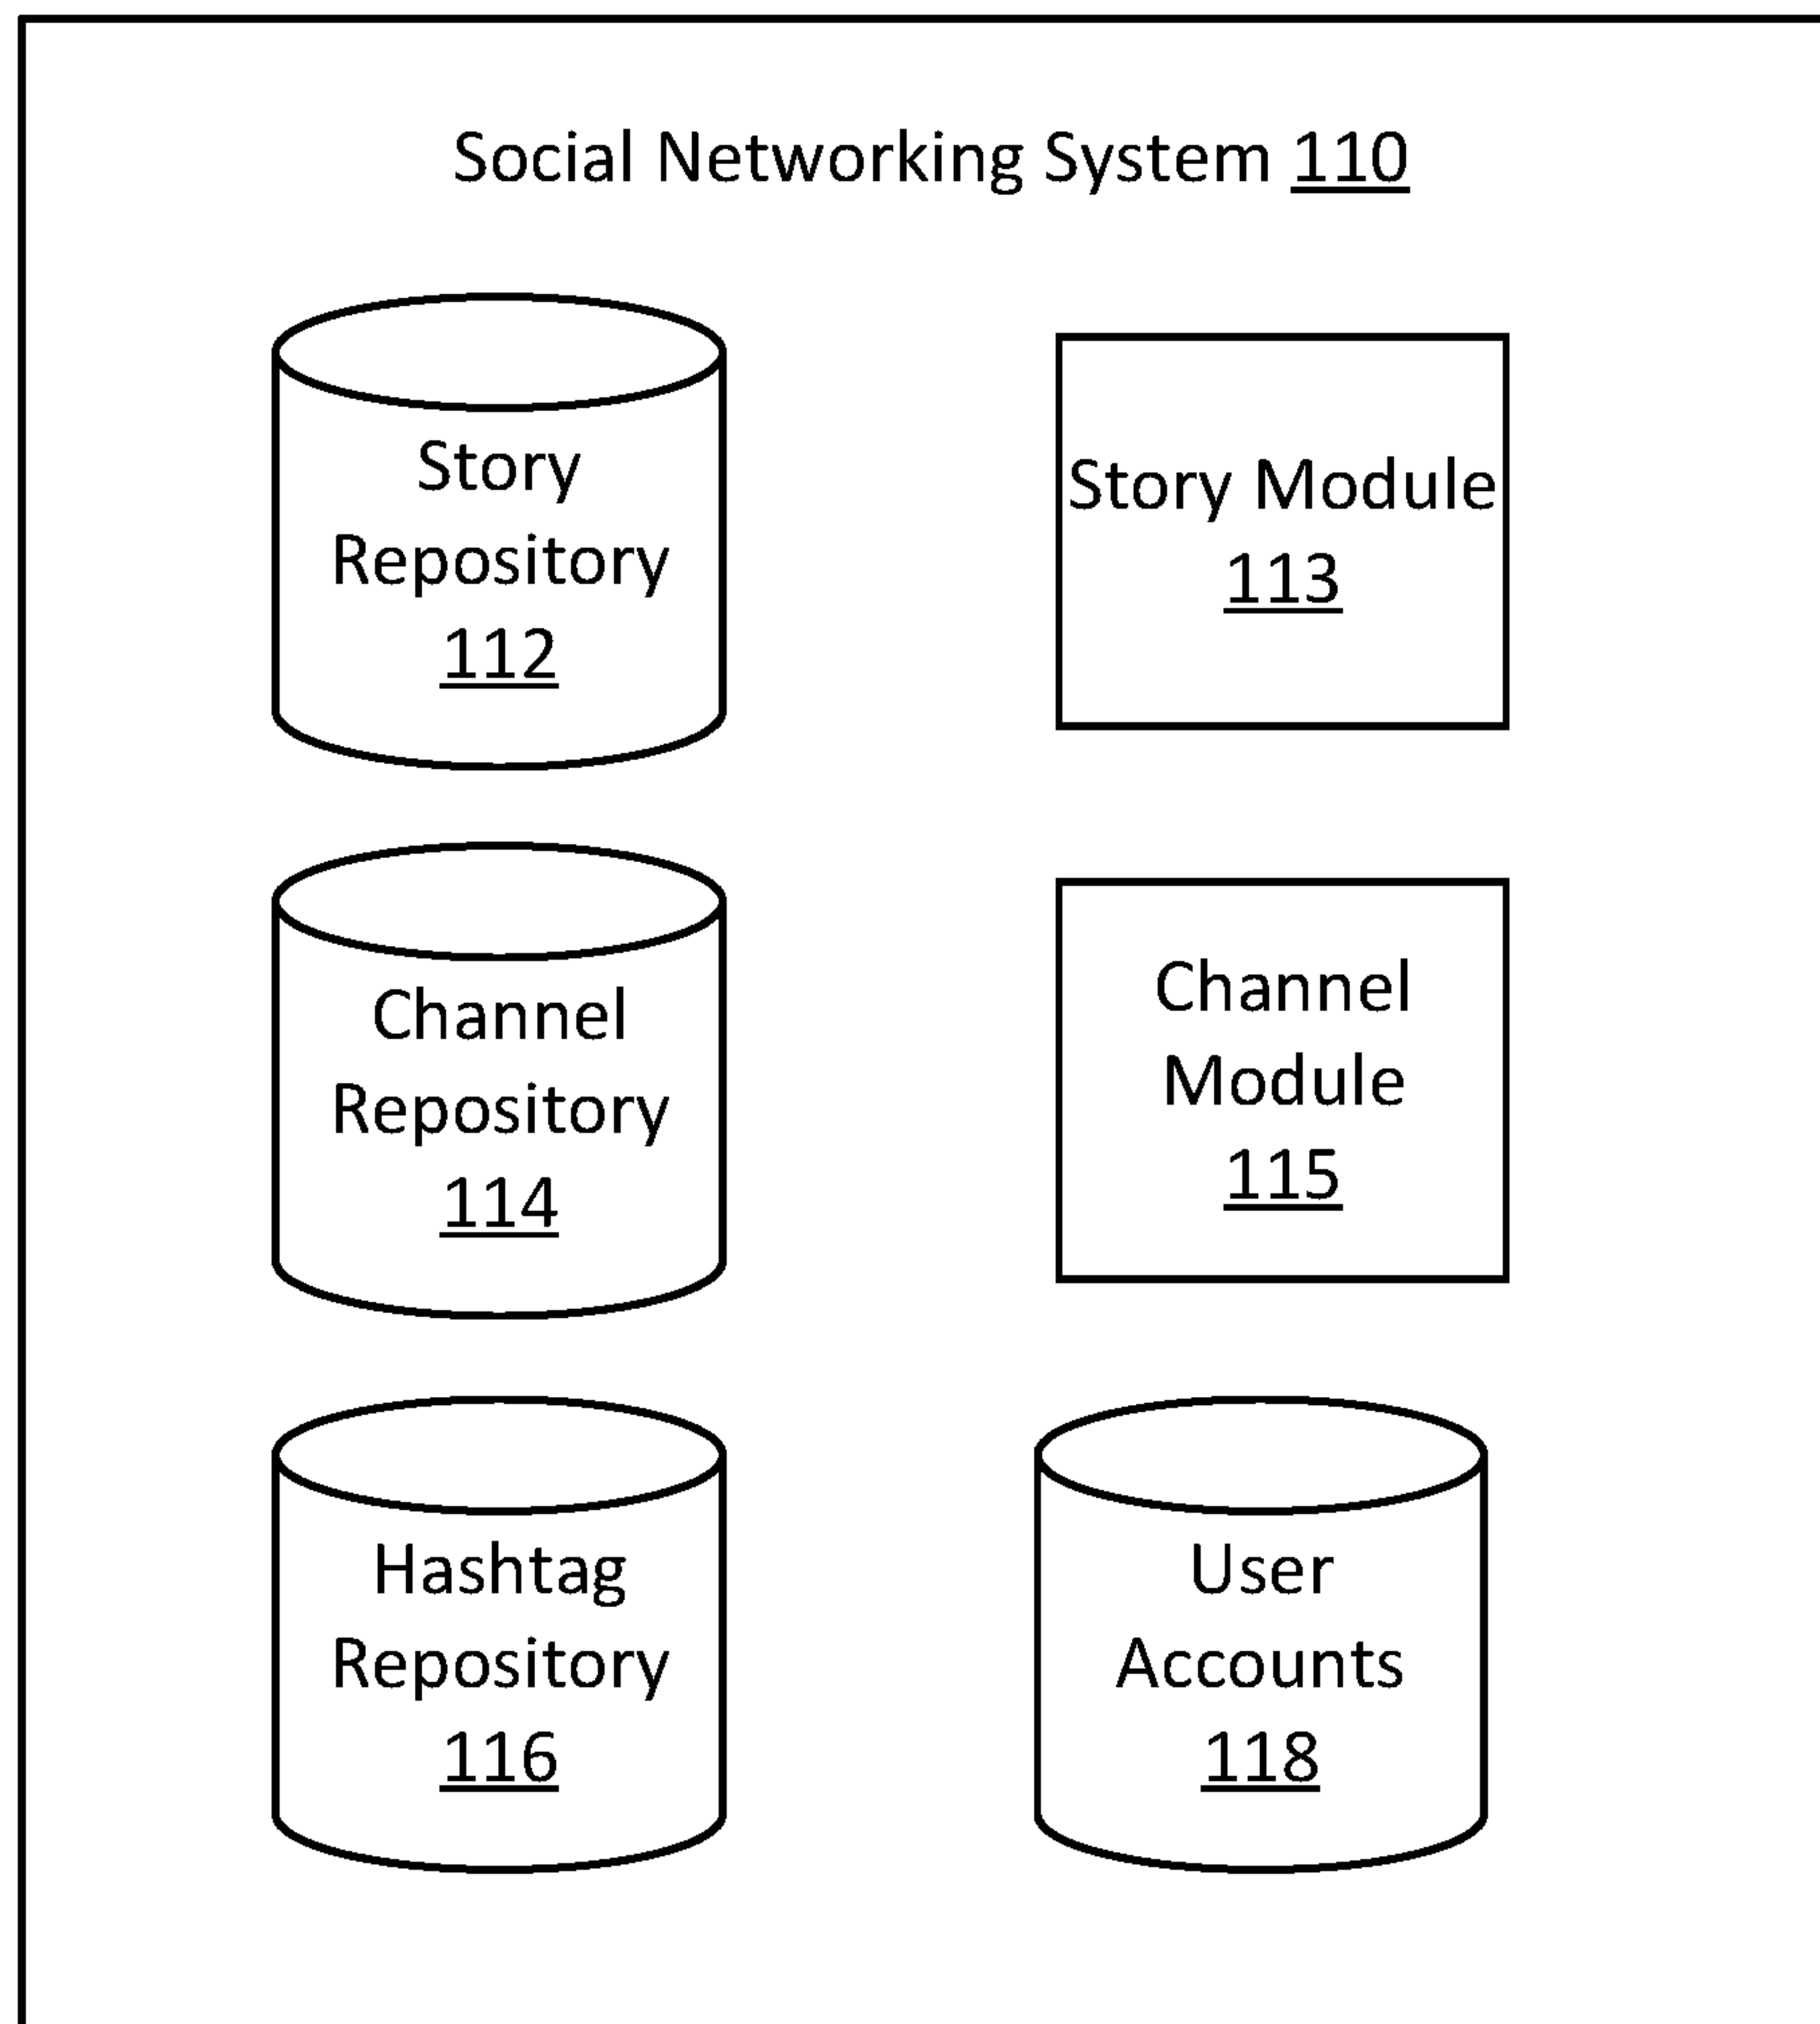 Social Networking System 110
Story
Repository
112
Story Module
113
Channel
Repository
114
Channel
Module
115
Hashtag
Repository
116
User
Accounts
118